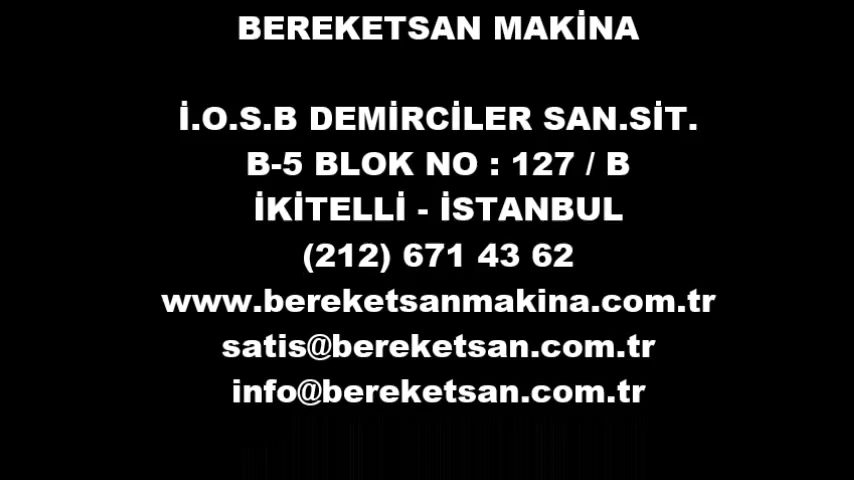 BEREKETSAN MAKİNA
İ.O.S.B DEMİRCİLER SAN.SİT.
B-5 BLOK NO : 127 / B
İKİTELLİ - İSTANBUL
(212) 671 43 62
www.bereketsanmakina.com.tr
satis@bereketsan.com.tr
info@bereketsan.com.tr